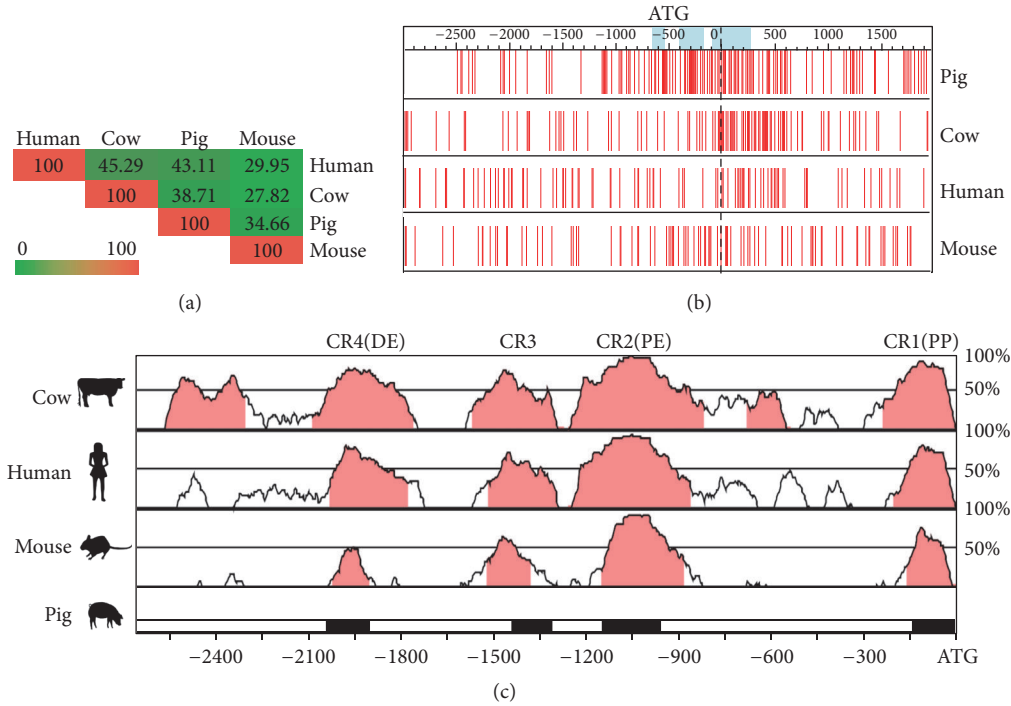 Human Cow Pig Mouse
100 45.29 43.11 29.95 Human
100 38.71 27.82 Cow
100 34.66 Pig
100 Mouse
0 100
(a)
ATG
−2500 −2000 −1500 −1000 −500 0 500 1000 1500
Pig
Cow
Human
Mouse
(b)
CR4(DE) CR3 CR2(PE) CR1(PP)
100%
Cow 50%
100%
Human 50%
100%
Mouse 50%
Pig
−2400 −2100 −1800 −1500 −1200 −900 −600 −300 ATG
(c)